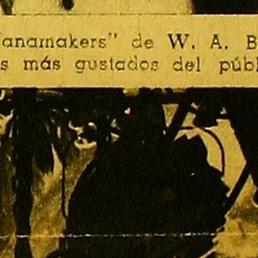 anamakers" de W. A. B
s más gustados del públ